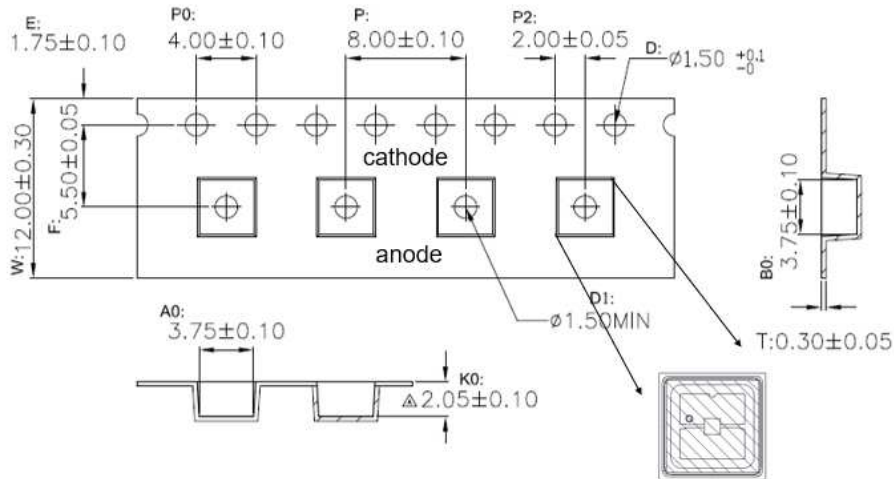 E:
1.75±0.10
P0:
4.00±0.10
P:
8.00±0.10
P2:
2.00±0.05
D: ø1.50 +0.1
-0
W:12.00±0.30
F:
5.50±0.05
cathode
anode
B0:
3.75±0.10
D1:
ø1.50MIN
T:0.30±0.05
A0:
3.75±0.10
K0:
2.05±0.10